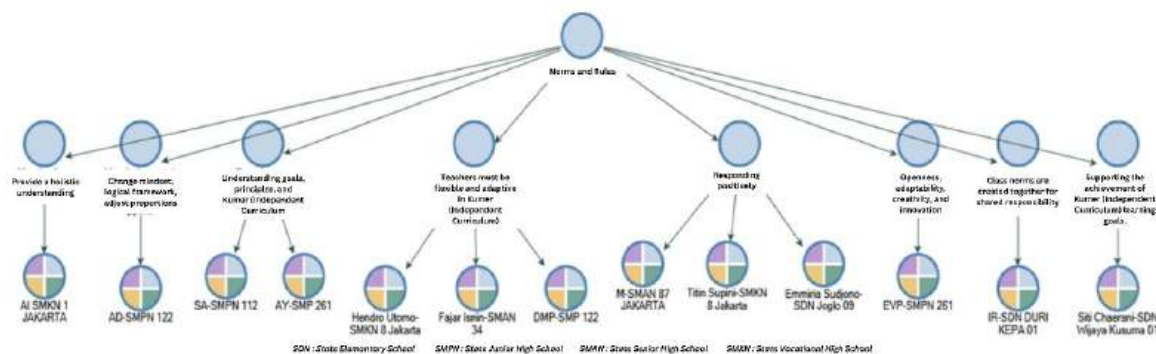 Norms and Rules
Provide a holistic
understanding
Change mindset,
logical framework,
adjust proportions
Understanding goals,
principles, and
Kumer (Independent
Curriculum
Teachers must be
flexible and adaptive
in Kumer
(Independent
Curriculum)
Responding
positively
Openness,
adaptability,
creativity, and
innovation
Class norms are
created together for
shared responsibility
Supporting the
achievement of
Kumer (Independent
Curriculum) learning
goals.
AI SMKN 1
JAKARTA
AD-SMPN 122
SA-SMPN 112
AY-SMP 261
Hendro Utomo-
SMKN 8 Jakarta
Fajar Isnin-SMAN
34
DMP-SMP 122
M-SMAN 87
JAKARTA
Titin Supini-SMKN
8 Jakarta
Emmina Sudjono-
SDN Joglo 09
EVP-SMPN 261
IR-SDN DURI
KEPA 01
Siti Chaerani-SDN
Wijaya Kusuma 01
SDN : State Elementary School SMPN : State Junior High School SMAN : State Senior High School SMKN : State Vocational High School